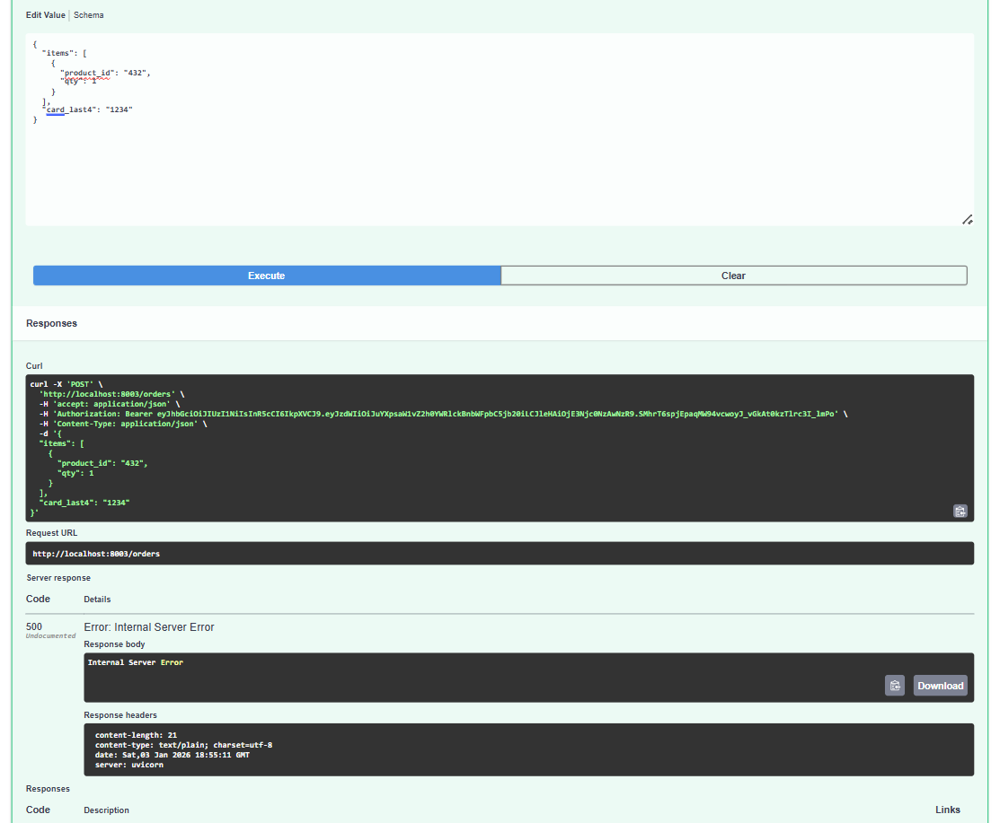 Edit Value | Schema
{
"items": [
{
"product_id": "432",
"qty": 1
}
],
"card_last4": "1234"
}
Execute
Clear
Responses
Curl
curl -X 'POST' \
'http://localhost:8003/orders' \
-H 'accept: application/json' \
-H 'Authorization: Bearer eyJhbGciOiJIUzI1NiIsInR5cCI6IkpXVCJ9.eyJzdWIiOiJuYXpsaW1vZ2h0YWRlckBnbWFpbC5jb20iLCJleHAiOjE3Njc0NzAwNzR9.SMhrT6spjEpaqMW94vcwoyJ_vGkAt0kzTlrc3I_lmPo' \
-H 'Content-Type: application/json' \
-d '{
"items": [
{
"product_id": "432",
"qty": 1
}
],
"card_last4": "1234"
}'
Request URL
http://localhost:8003/orders
Server response
Code Details
500 Error: Internal Server Error
Undocumented
Response body
Internal Server Error
Download
Response headers
content-length: 21
content-type: text/plain; charset=utf-8
date: Sat,03 Jan 2026 18:55:11 GMT
server: uvicorn
Responses
Code Description Links